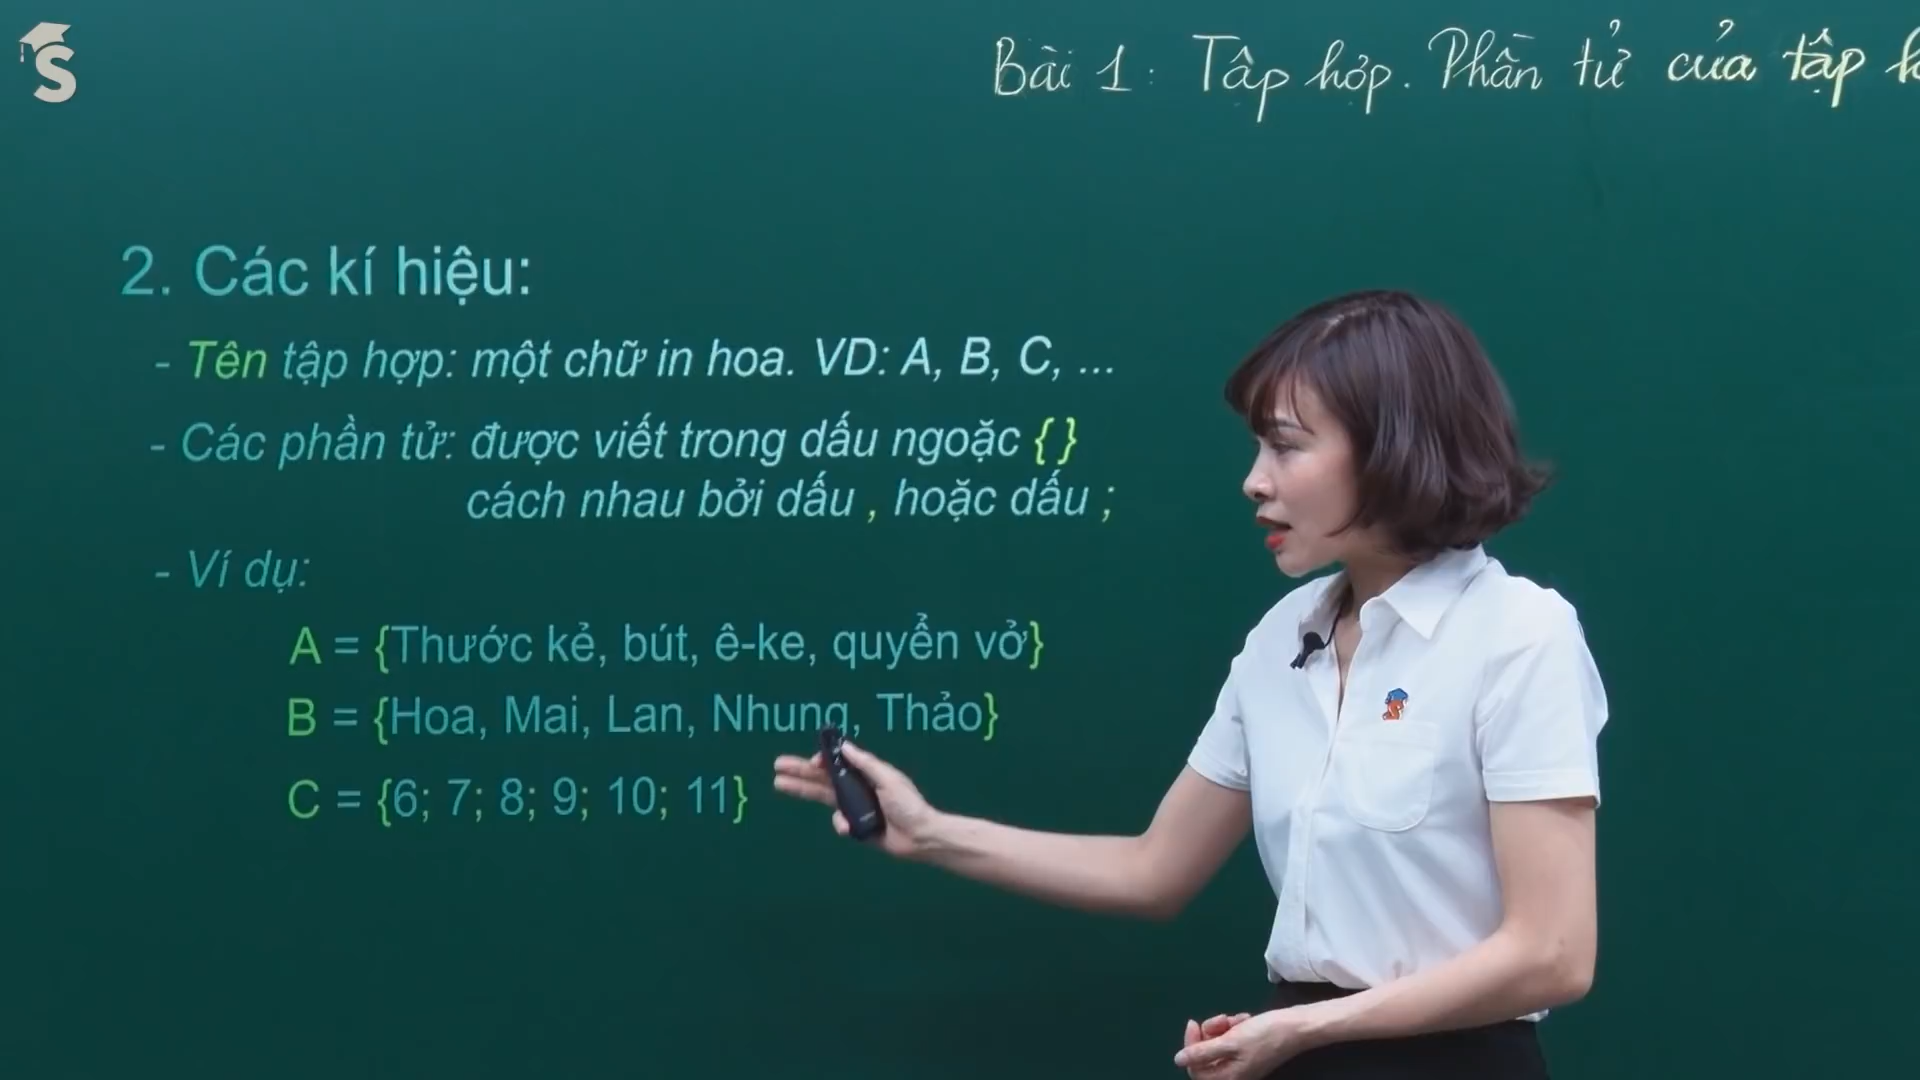 S
Bài 1: Tập hợp. Phần tử của tập
2. Các kí hiệu:
- Tên tập hợp: một chữ in hoa. VD: A, B, C, ...
- Các phần tử: được viết trong dấu ngoặc { }
cách nhau bởi dấu , hoặc dấu ;
- Ví dụ:
A = {Thước kẻ, bút, ê-ke, quyển vở}
B = {Hoa, Mai, Lan, Nhung, Thảo}
C = {6; 7; 8; 9; 10; 11}